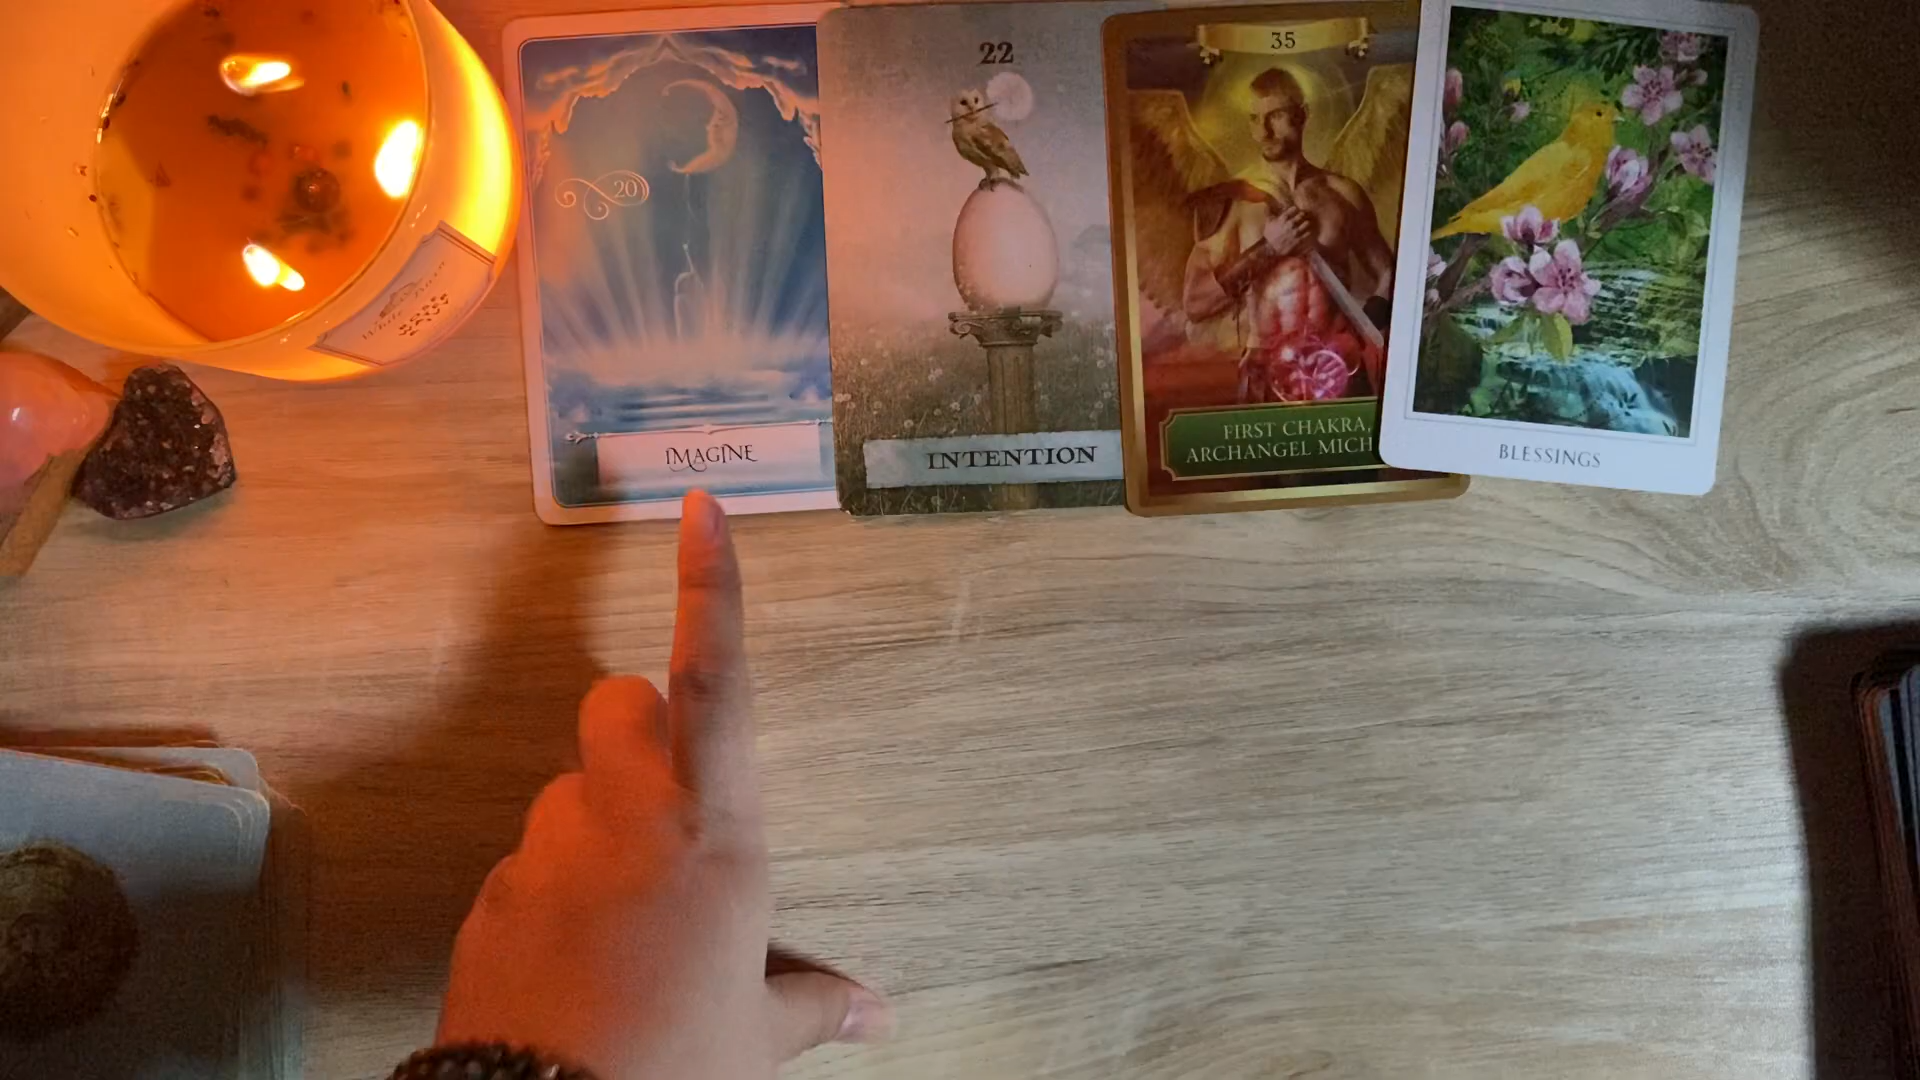 20
IMAGINE
22
INTENTION
35
FIRST CHAKRA,
ARCHANGEL MICH
BLESSINGS